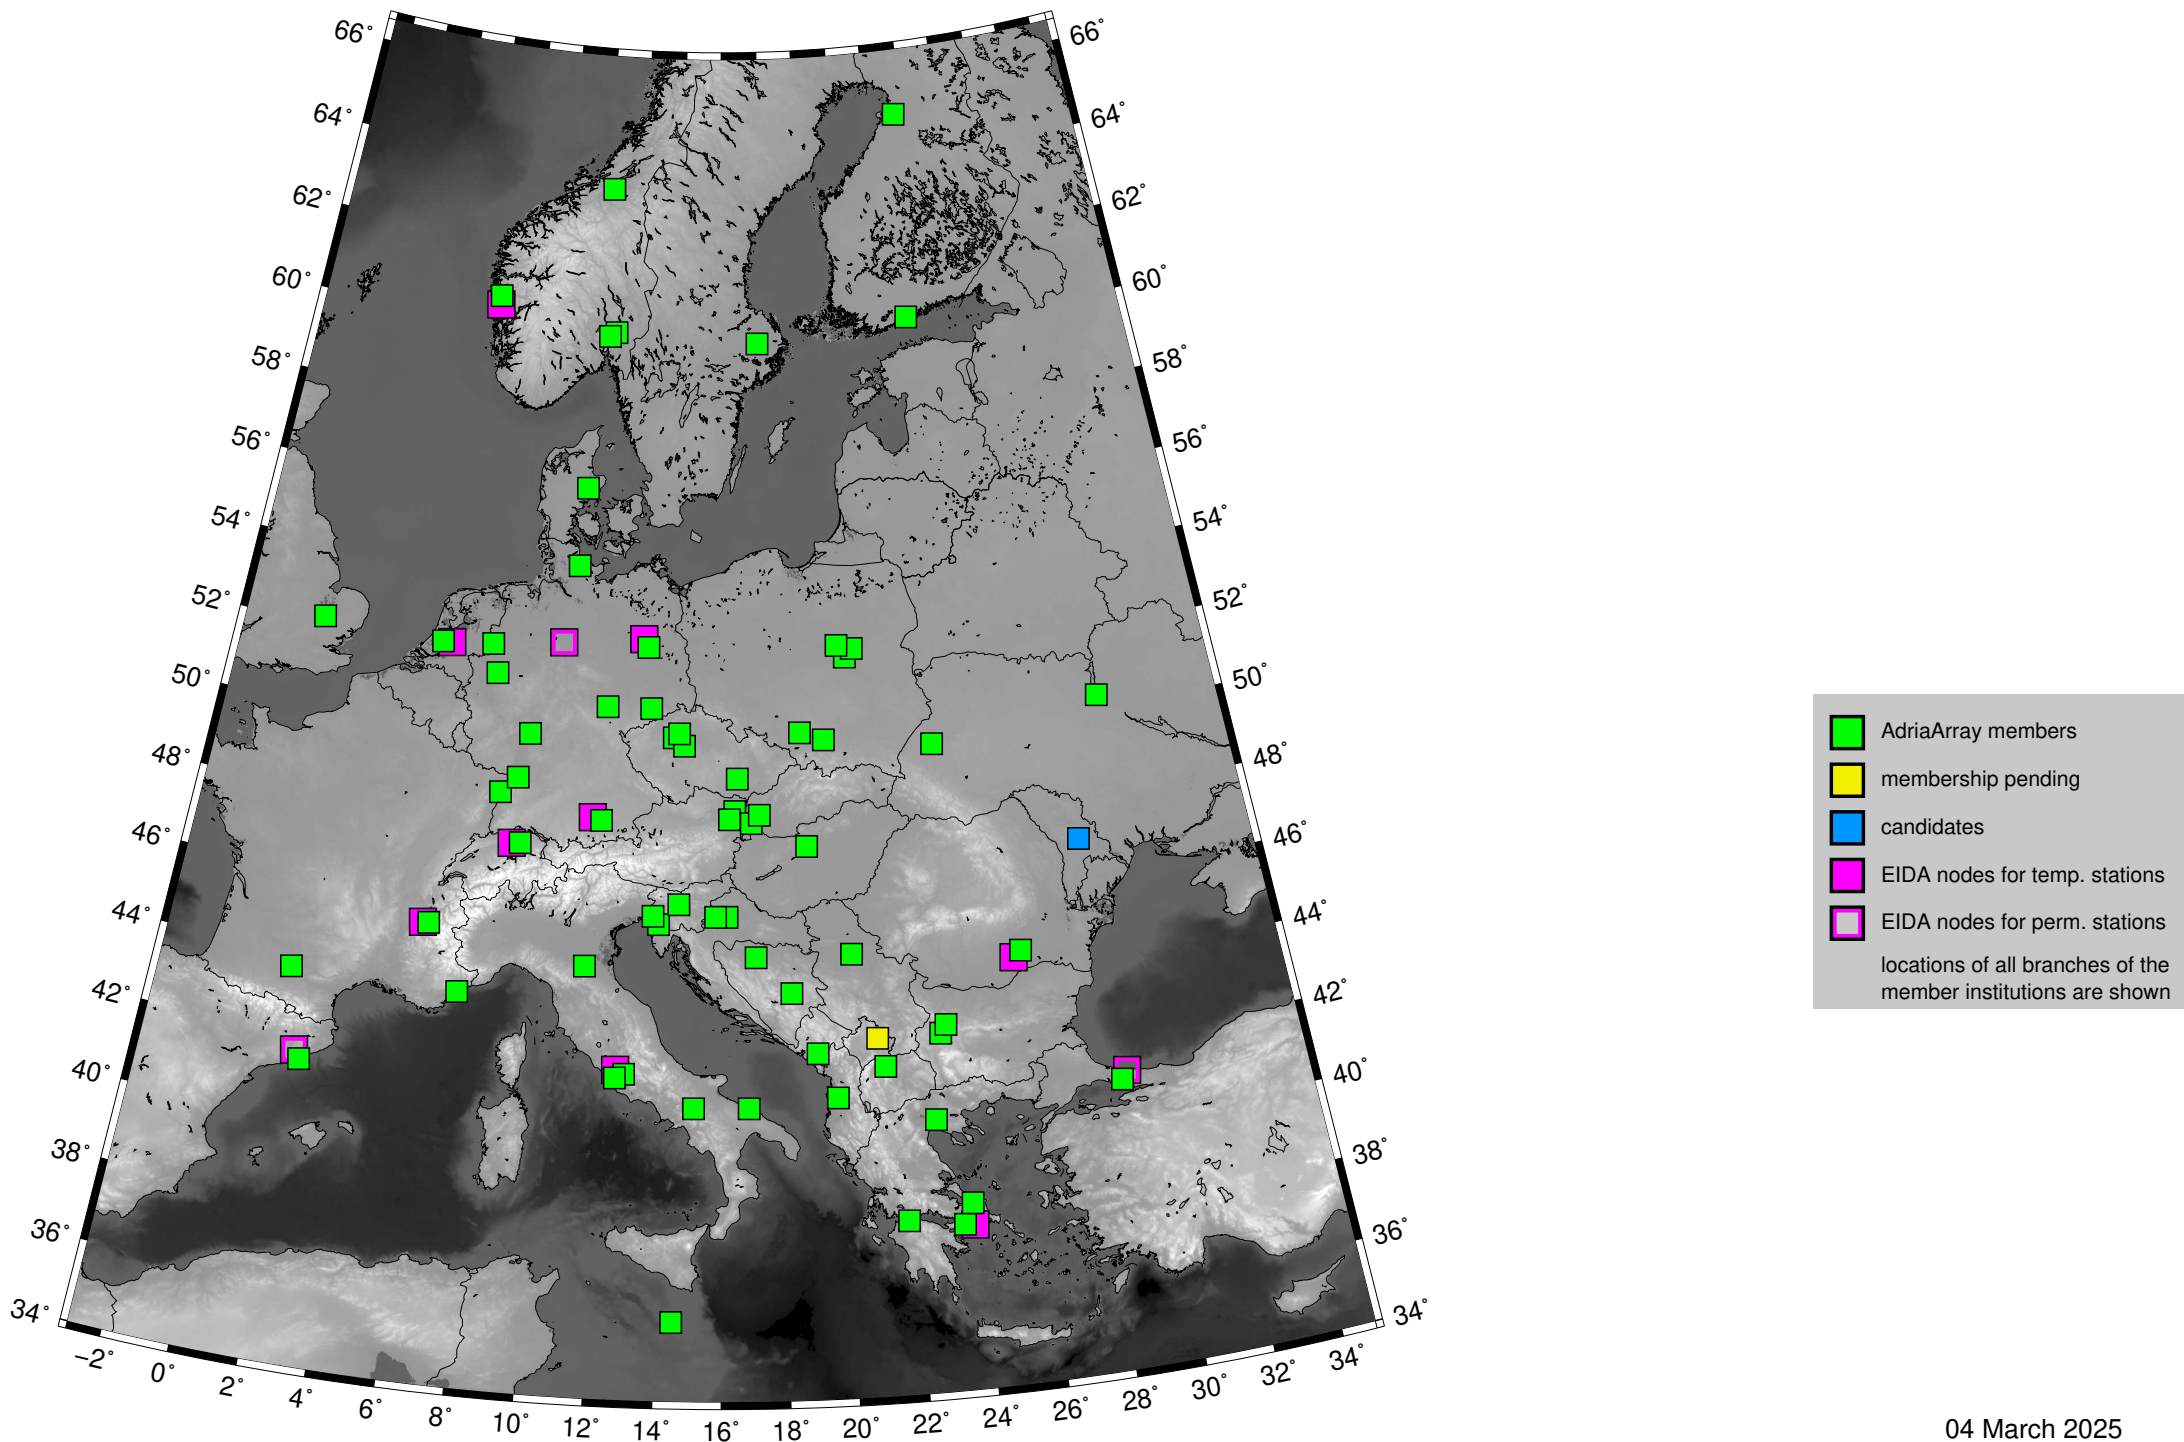 66° 66°
64° 64°
62° 62°
60° 60°
58° 58°
56° 56°
54° 54°
52° 52°
50° 50°
48° 48°
46° 46°
44° 44°
42° 42°
40° 40°
38° 38°
36° 36°
34° 34°
−2° 0° 2° 4° 6° 8° 10° 12° 14° 16° 18° 20° 22° 24° 26° 28° 30° 32° 34°
AdriaArray members
membership pending
candidates
EIDA nodes for temp. stations
EIDA nodes for perm. stations
locations of all branches of the
member institutions are shown
04 March 2025